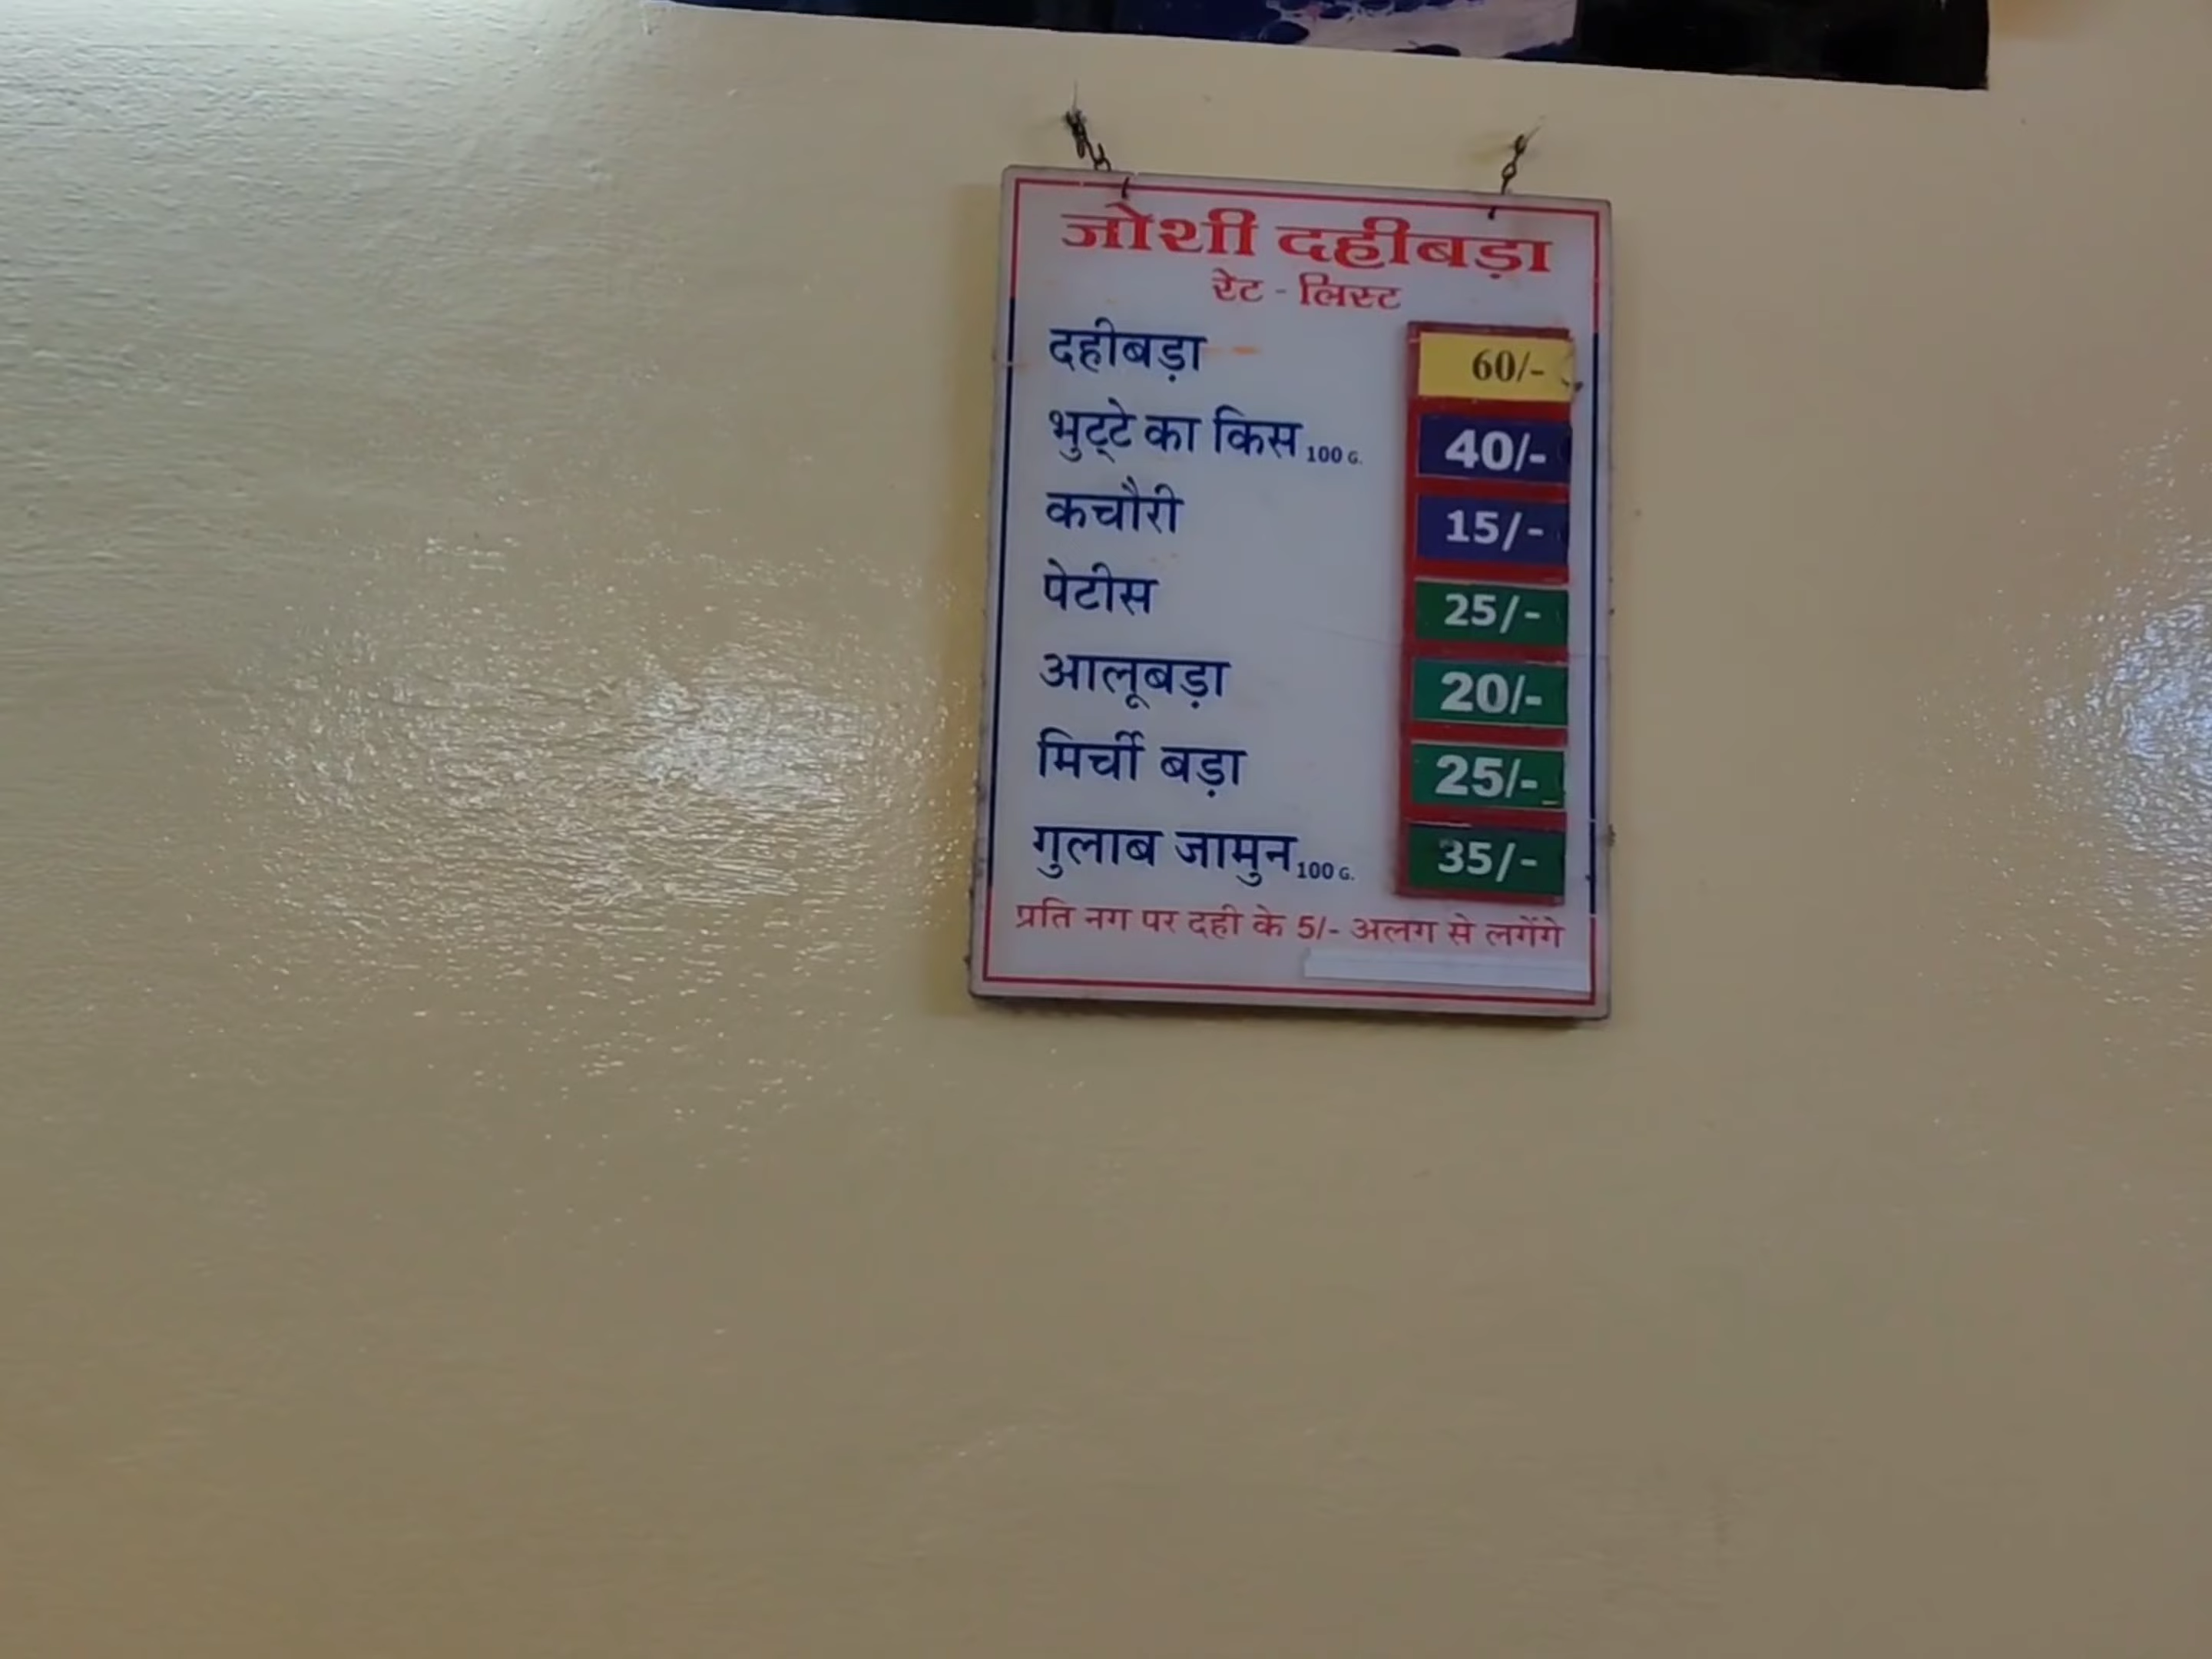 जोशी दहीबड़ा
रेट - लिस्ट
दहीबड़ा 60/-
भुट्टे का किस 100 G. 40/-
कचौरी 15/-
पेटीस 25/-
आलूबड़ा 20/-
मिर्ची बड़ा 25/-
गुलाब जामुन 100 G. 35/-
प्रति नग पर दही के 5/- अलग से लगेंगे